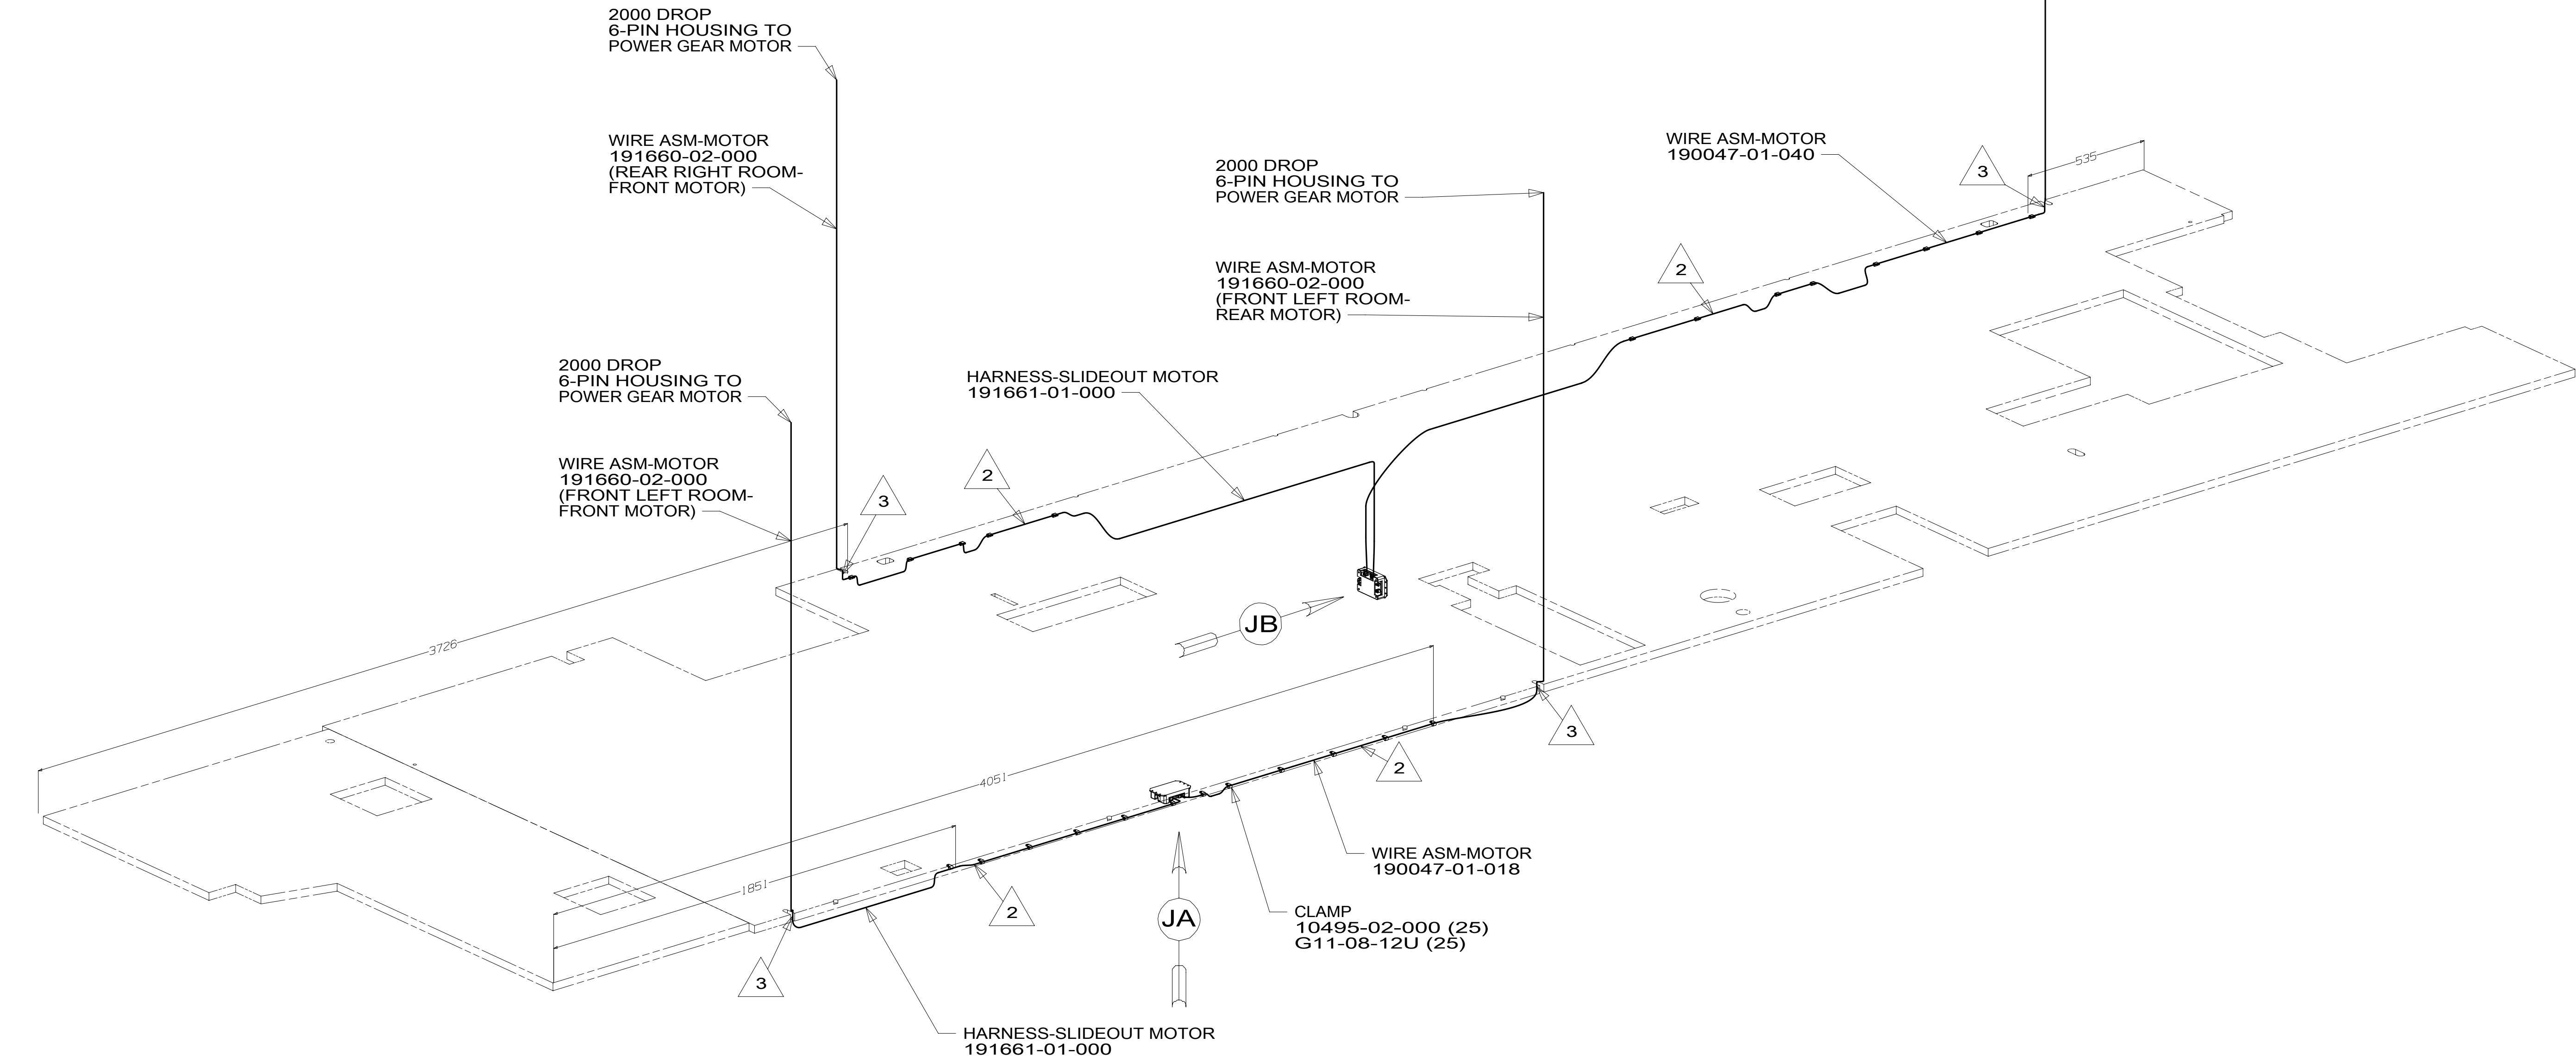 2000 DROP
6-PIN HOUSING TO
POWER GEAR MOTOR
WIRE ASM-MOTOR
191660-02-000
(REAR RIGHT ROOM-
FRONT MOTOR)
2000 DROP
6-PIN HOUSING TO
POWER GEAR MOTOR
WIRE ASM-MOTOR
190047-01-040
3
535
WIRE ASM-MOTOR
191660-02-000
(FRONT LEFT ROOM-
REAR MOTOR)
2
2000 DROP
6-PIN HOUSING TO
POWER GEAR MOTOR
HARNESS-SLIDEOUT MOTOR
191661-01-000
WIRE ASM-MOTOR
191660-02-000
(FRONT LEFT ROOM-
FRONT MOTOR)
2
3
JB
3726
3
2
4051
1851
WIRE ASM-MOTOR
190047-01-018
2
JA
CLAMP
10495-02-000 (25)
G11-08-12U (25)
3
HARNESS-SLIDEOUT MOTOR
191661-01-000